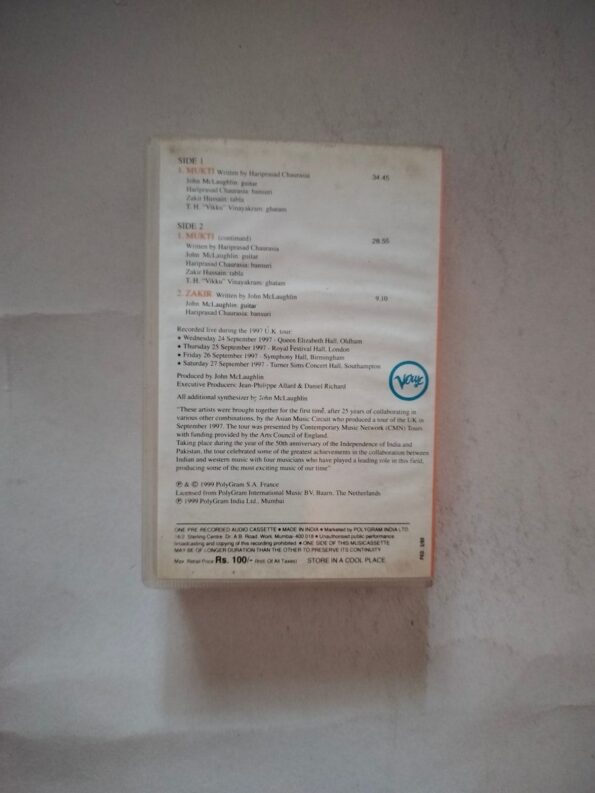 SIDE 1
1. MUKTI Written by Hariprasad Chaurasia 34.45
John McLaughlin: guitar
Hariprasad Chaurasia: bansuri
Zakir Hussain: tabla
T. H. "Vikku" Vinayakram: ghatam
SIDE 2
1. MUKTI (continued) 28.55
Written by Hariprasad Chaurasia
John McLaughlin: guitar
Hariprasad Chaurasia: bansuri
Zakir Hussain: tabla
T. H. "Vikku" Vinayakram: ghatam
2. ZAKIR Written by John McLaughlin 9.10
John McLaughlin: guitar
Hariprasad Chaurasia: bansuri
Recorded live during the 1997 U.K. tour:
• Wednesday 24 September 1997 - Queen Elizabeth Hall, Oldham
• Thursday 25 September 1997 - Royal Festival Hall, London
• Friday 26 September 1997 - Symphony Hall, Birmingham
• Saturday 27 September 1997 - Turner Sims Concert Hall, Southampton
Verve
Produced by John McLaughlin
Executive Producers: Jean-Philippe Allard & Daniel Richard
All additional synthesizer by John McLaughlin
"These artists were brought together for the first time, after 25 years of collaborating in
various other combinations, by the Asian Music Circuit who produced a tour of the UK in
September 1997. The tour was presented by Contemporary Music Network (CMN) Tours
with funding provided by the Arts Council of England.
Taking place during the year of the 50th anniversary of the Independence of India and
Pakistan, the tour celebrated some of the greatest achievements in the collaboration between
Indian and western music with four musicians who have played a leading role in this field,
producing some of the most exciting music of our time"
℗ & © 1999 PolyGram S.A. France
Licensed from PolyGram International Music BV, Baarn, The Netherlands
℗ 1999 PolyGram India Ltd., Mumbai
ONE PRE RECORDED AUDIO CASSETTE • MADE IN INDIA • Marketed by POLYGRAM INDIA LTD.
Sterling Centre, Dr. A.B. Road, Worli, Mumbai-400 018 • Unauthorised public performance
broadcasting and copying of this recording prohibited • ONE SIDE OF THIS MUSICASSETTE
MAY BE OF LONGER DURATION THAN THE OTHER TO PRESERVE ITS CONTINUITY
Max. Retail Price Rs. 100/- (Incl. Of All Taxes) STORE IN A COOL PLACE